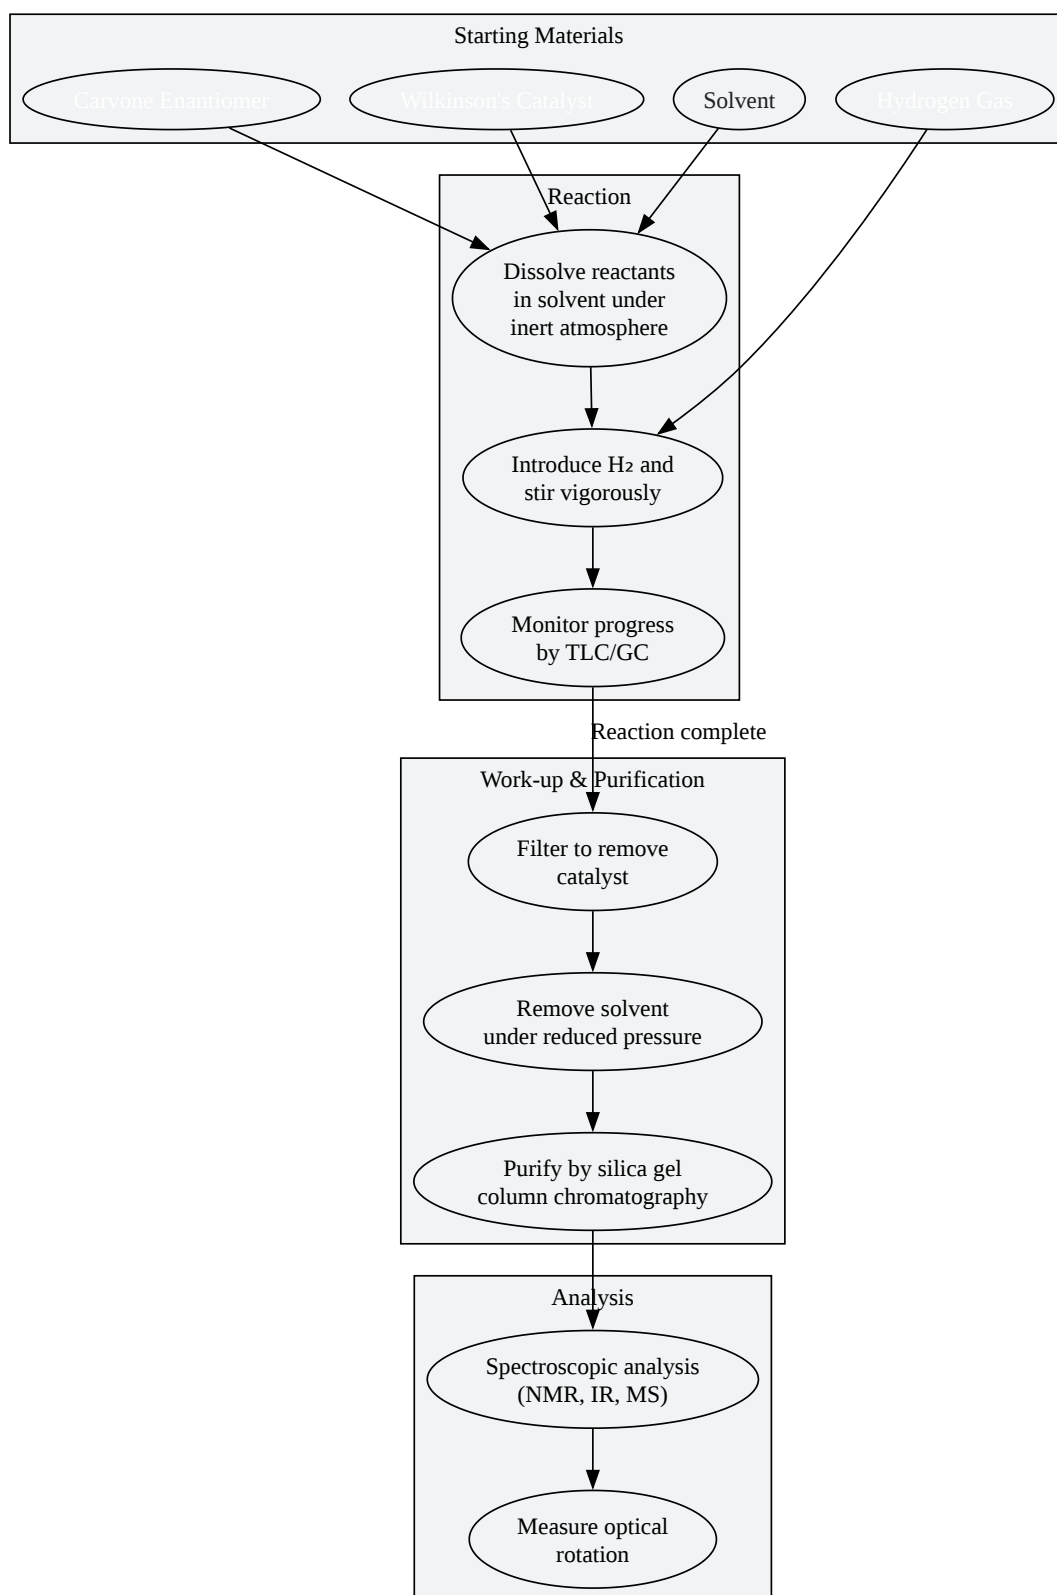 Starting Materials
Carvone Enantiomer
Wilkinson's Catalyst
Solvent
Hydrogen Gas
Reaction
Dissolve reactants
in solvent under
inert atmosphere
Introduce H₂ and
stir vigorously
Monitor progress
by TLC/GC
Reaction complete
Work-up & Purification
Filter to remove
catalyst
Remove solvent
under reduced pressure
Purify by silica gel
column chromatography
Analysis
Spectroscopic analysis
(NMR, IR, MS)
Measure optical
rotation